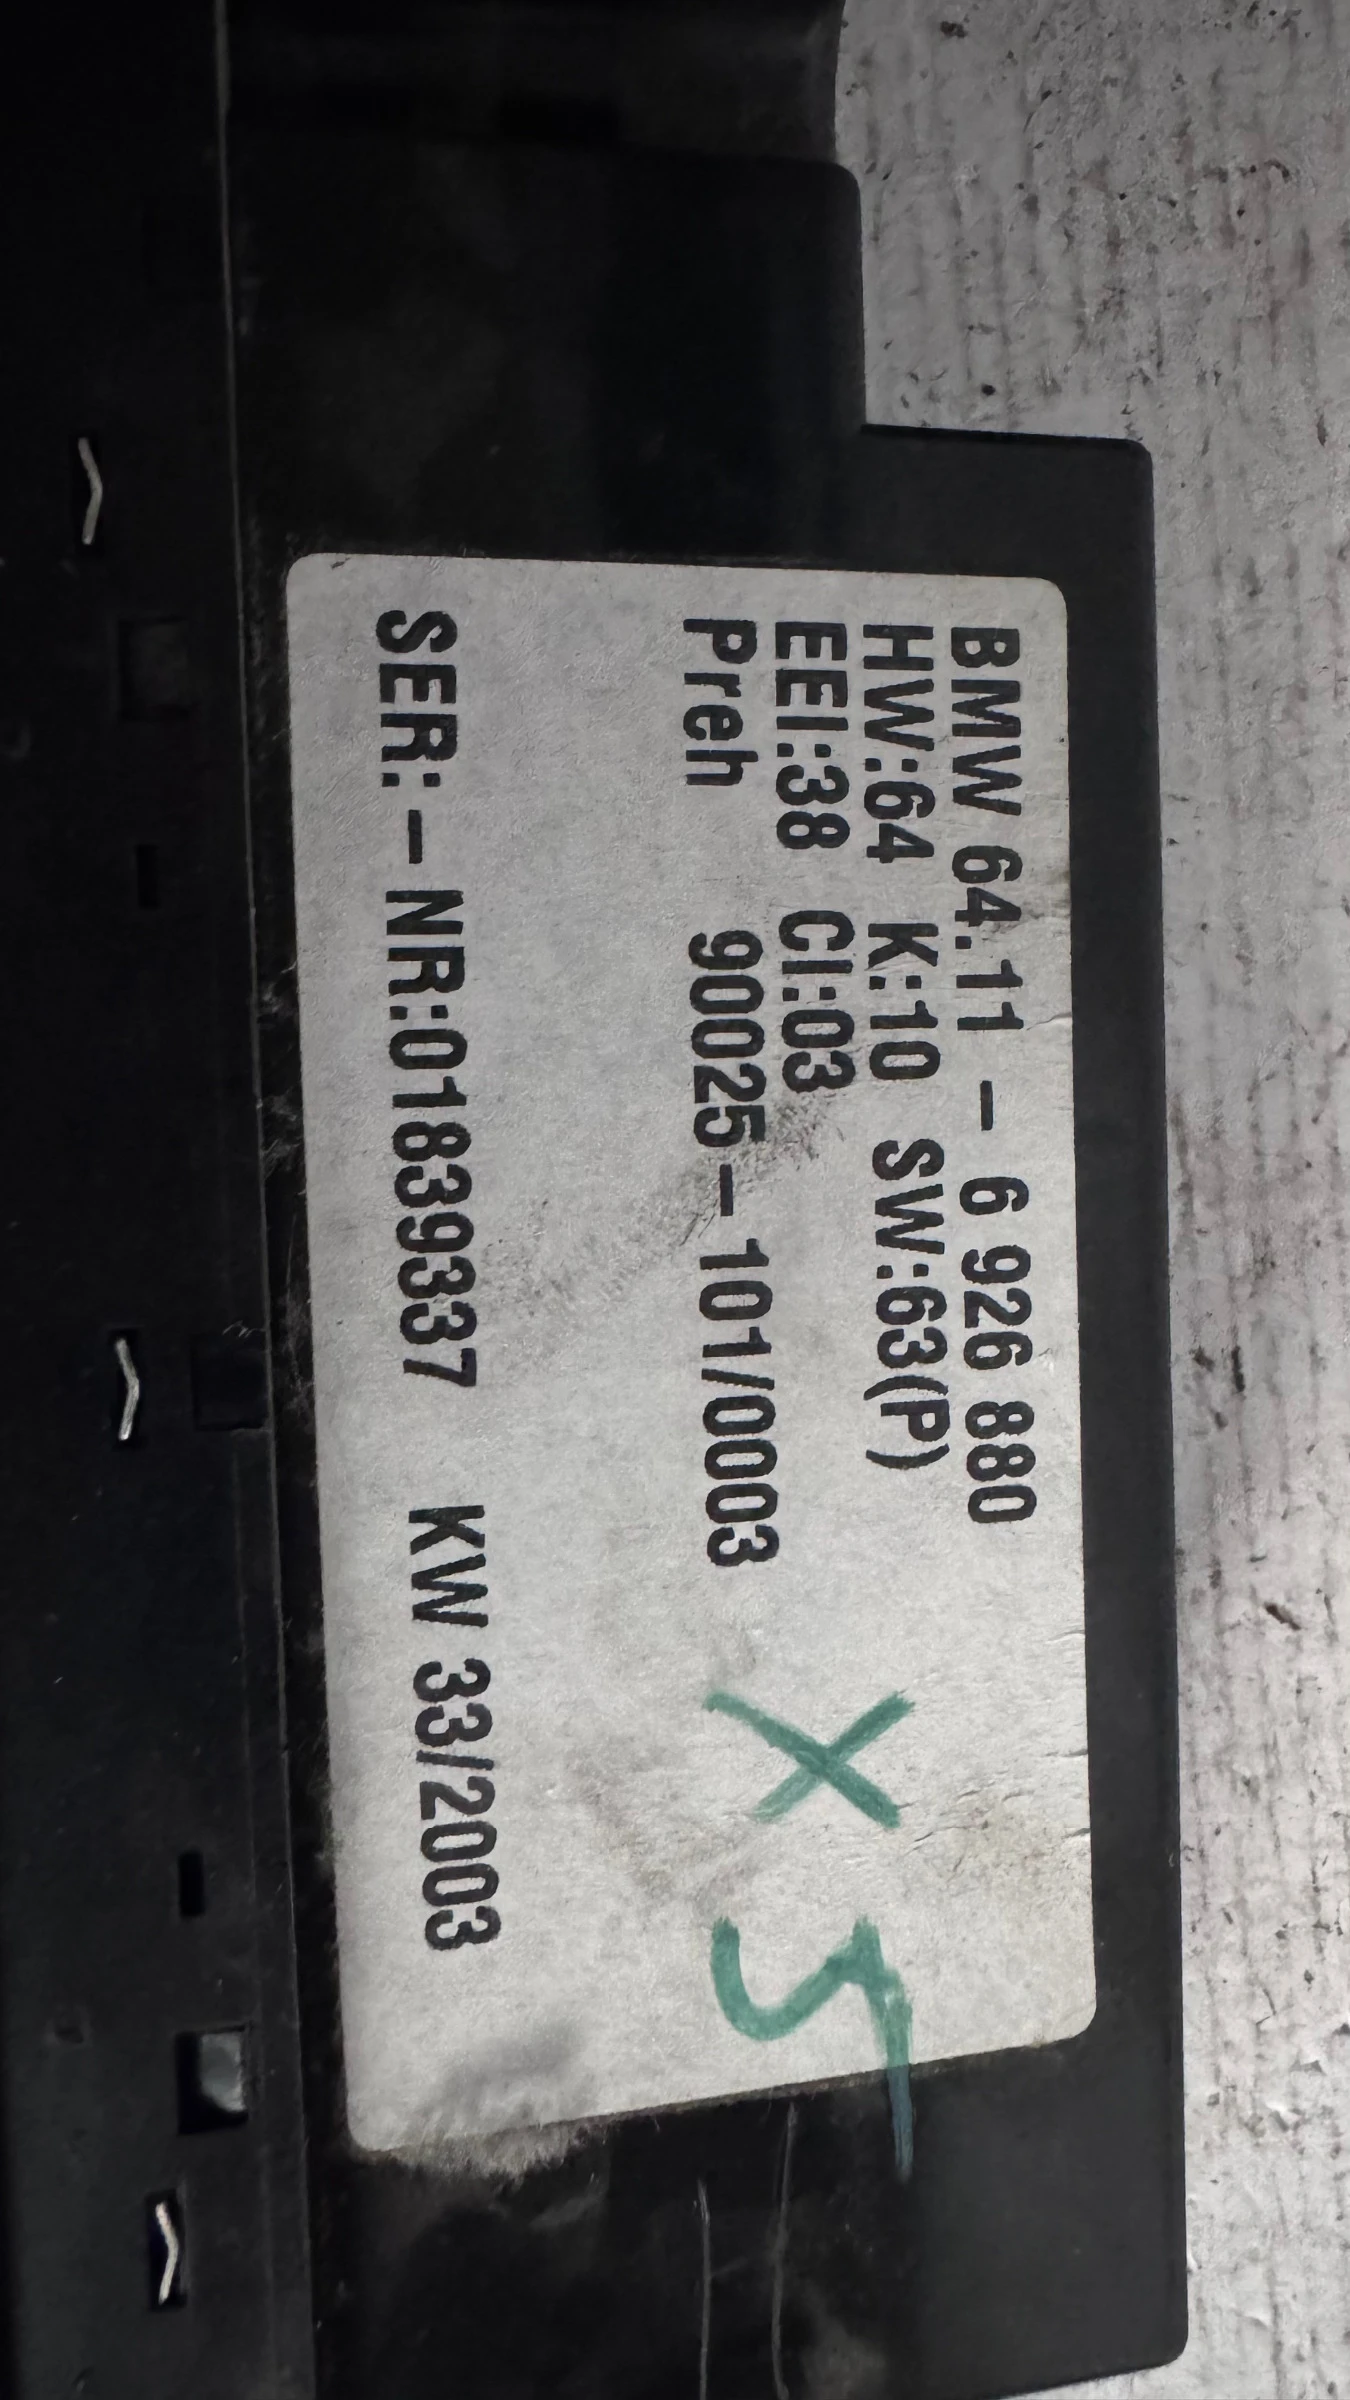 BMW 64.11 - 6 926 880
HW:64 K:10 SW:63(P)
EEI:38 CI:03
Preh 90025 - 101/0003
X5
SER:-NR:01839337 KW 33/2003